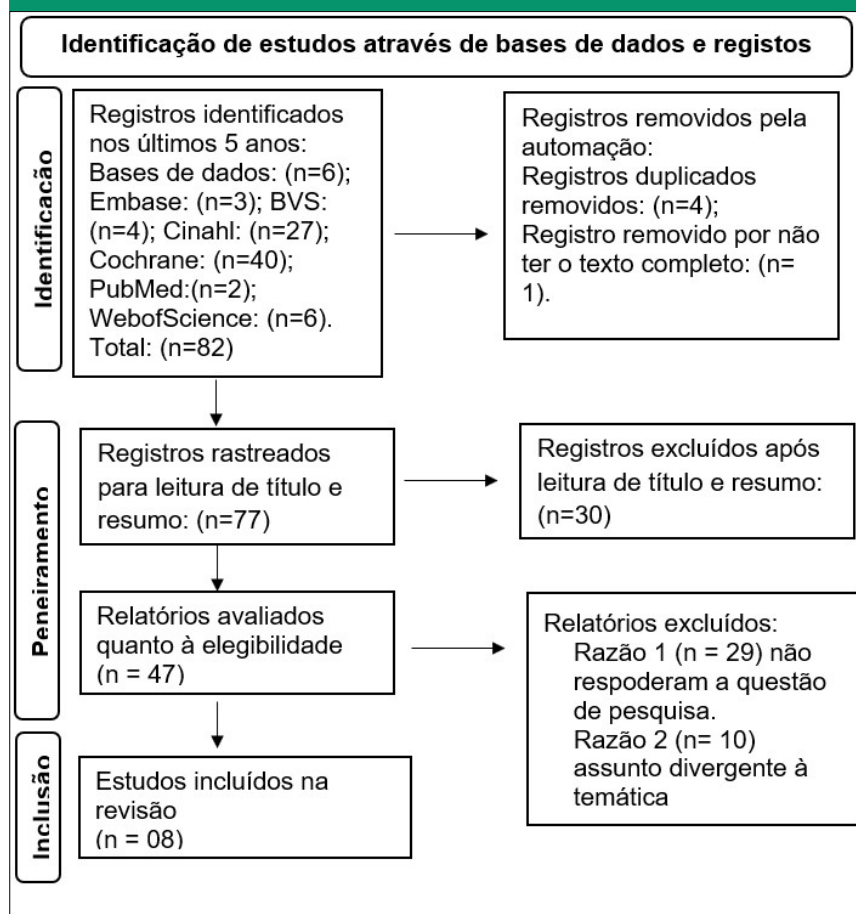 Identificação de estudos através de bases de dados e registos
Identificação
Registros identificados
nos últimos 5 anos:
Bases de dados: (n=6);
Embase: (n=3); BVS:
(n=4); Cinahl: (n=27);
Cochrane: (n=40);
PubMed:(n=2);
WebofScience: (n=6).
Total: (n=82)
Registros removidos pela
automação:
Registros duplicados
removidos: (n=4);
Registro removido por não
ter o texto completo: (n=
1).
Peneiramento
Registros rastreados
para leitura de título e
resumo: (n=77)
Registros excluídos após
leitura de título e resumo:
(n=30)
Relatórios avaliados
quanto à elegibilidade
(n = 47)
Relatórios excluídos:
Razão 1 (n = 29) não
respoderam a questão
de pesquisa.
Razão 2 (n= 10)
assunto divergente à
temática
Inclusão
Estudos incluídos na
revisão
(n = 08)